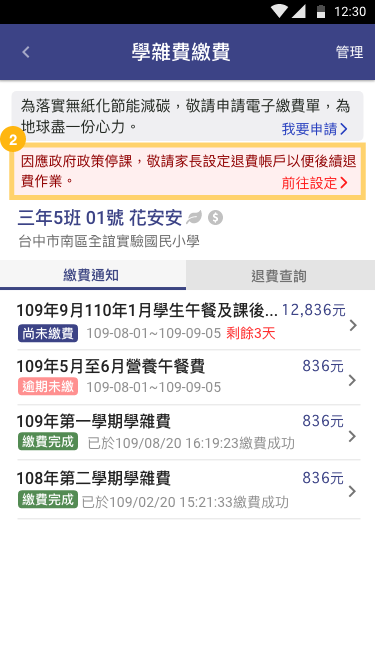 12:30
學雜費繳費
管理
為落實無紙化節能減碳，敬請申請電子繳費單，為
地球盡一份心力。
我要申請
2
因應政府政策停課，敬請家長設定退費帳戶以便後續退
費作業。
前往設定
三年5班 01號 花安安
台中市南區全誼實驗國民小學
繳費通知
退費查詢
109年9月110年1月學生午餐及課後... 12,836元
尚未繳費 109-08-01~109-09-05 剩餘3天
109年5月至6月營養午餐費 836元
逾期未繳 109-08-01~109-09-05
109年第一學期學雜費 836元
繳費完成 已於109/08/20 16:19:23繳費成功
108年第二學期學雜費 836元
繳費完成 已於109/02/20 15:21:33繳費成功